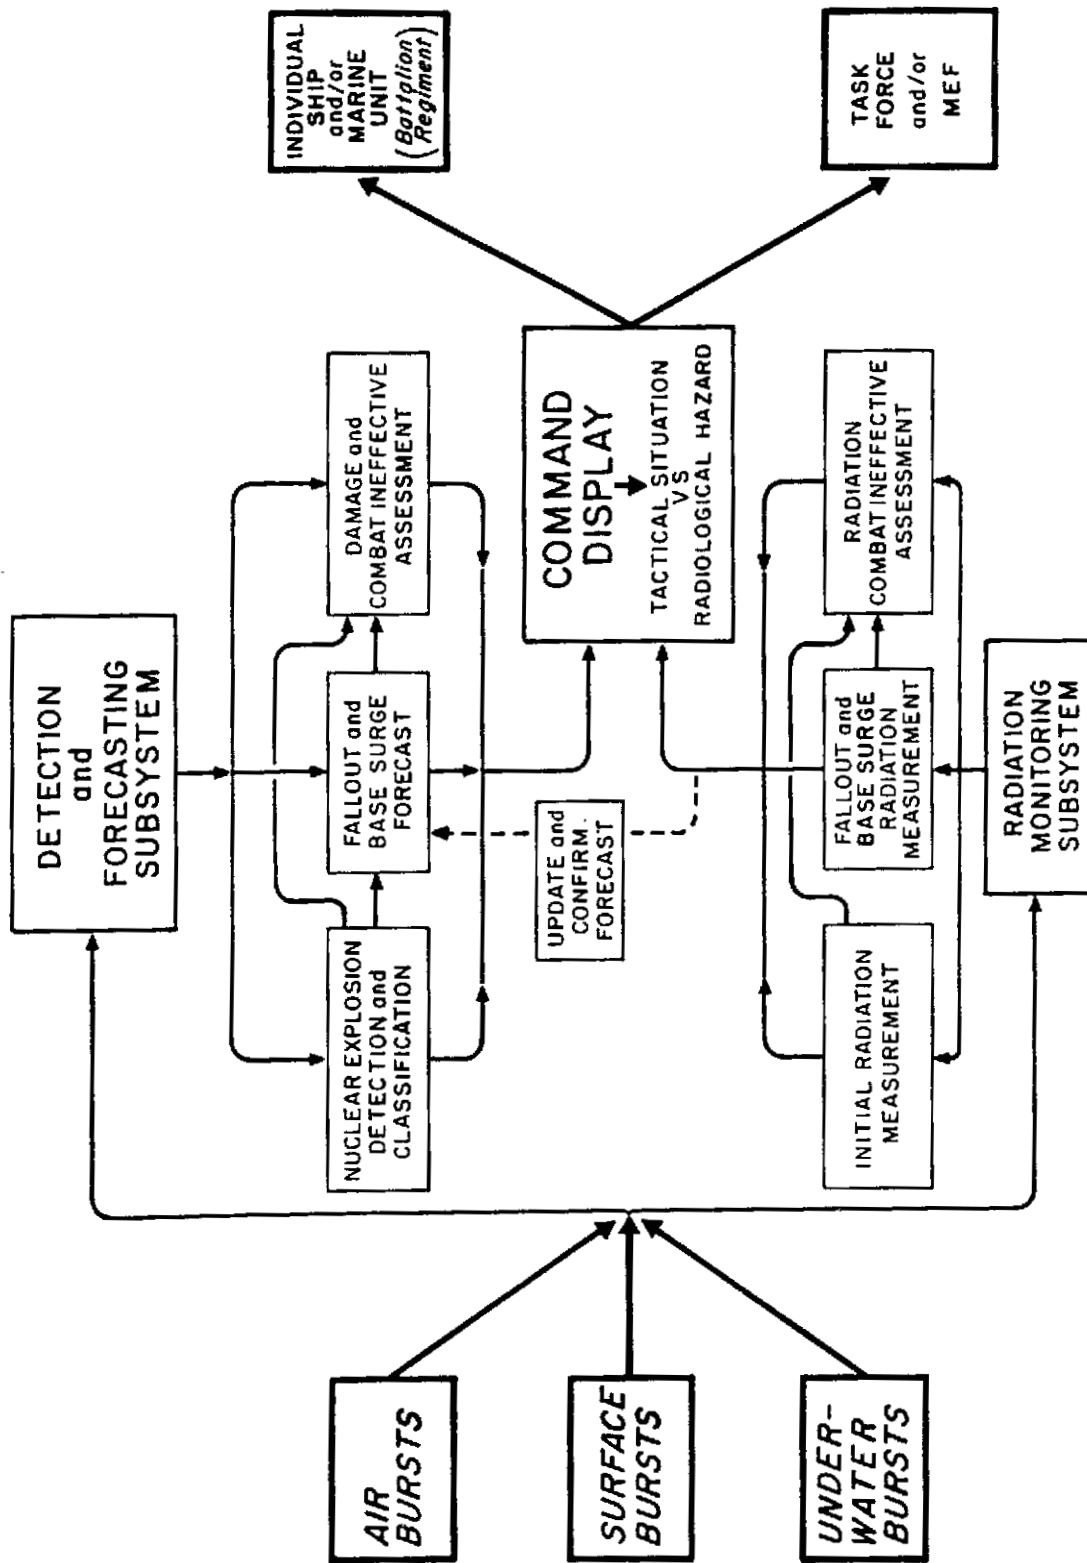 AIR
BURSTS
SURFACE
BURSTS
UNDER-
WATER
BURSTS
DETECTION
and
FORECASTING
SUBSYSTEM
NUCLEAR EXPLOSION
DETECTION and
CLASSIFICATION
FALLOUT and
BASE SURGE
FORECAST
DAMAGE and
COMBAT INEFFECTIVE
ASSESSMENT
UPDATE and
CONFIRM.
FORECAST
COMMAND
DISPLAY
TACTICAL SITUATION
VS
RADIOLOGICAL HAZARD
INITIAL RADIATION
MEASUREMENT
FALLOUT and
BASE SURGE
RADIATION
MEASUREMENT
RADIATION
COMBAT INEFFECTIVE
ASSESSMENT
RADIATION
MONITORING
SUBSYSTEM
INDIVIDUAL
SHIP
and/or
MARINE
UNIT
(Battalion
Regiment)
TASK
FORCE
and/or
MEF